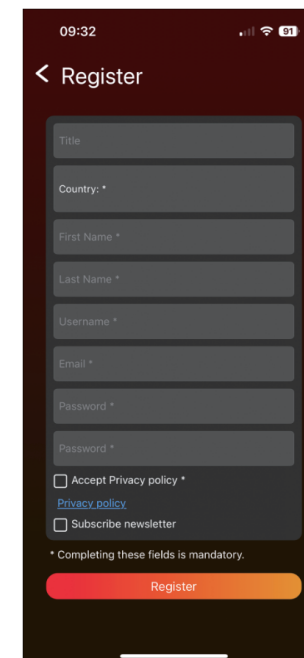 09:32
91
Register
Title
Country: *
First Name *
Last Name *
Username *
Email *
Password *
Password *
Accept Privacy policy *
Privacy policy
Subscribe newsletter
* Completing these fields is mandatory.
Register